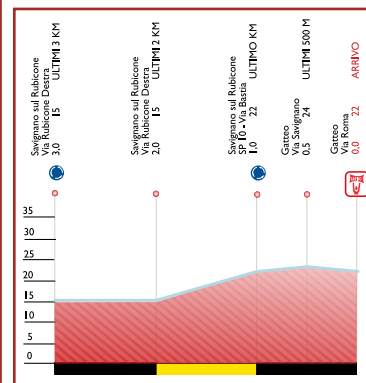 Savignano sul Rubicone
Via Rubicone Destra
3.0 15 ULTIMI 3 KM
Savignano sul Rubicone
Via Rubicone Destra
2.0 15 ULTIMI 2 KM
Savignano sul Rubicone
SP 10 - Via Bastia
1.0 22 ULTIMO KM
Gatteo
Via Savignano
0.5 24 ULTIMI 500 M
Gatteo
Via Roma
0.0 22 ARRIVO
35
30
25
20
15
10
5
0